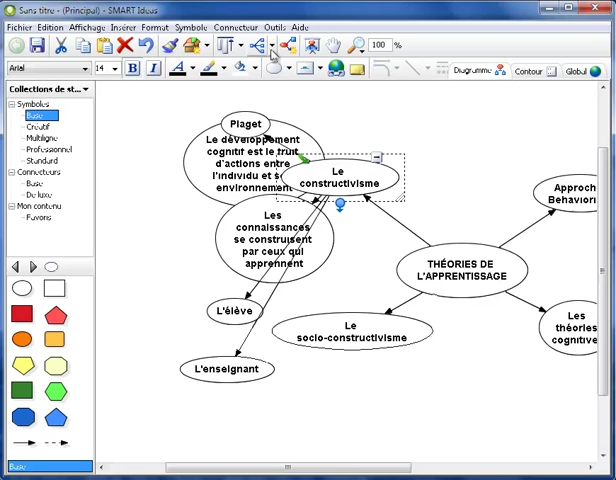 Sans titre - (Principal) - SMART Ideas
Fichier Edition Affichage Insérer Format Symbole Connecteur Outils Aide
100 %
Arial 14 B I A
Diagramme Contour Global
Collections de st...
Symboles
Base
Créatif
Multiligne
Professionnel
Standard
Connecteurs
Base
De luxe
Mon contenu
Favoris
Base
Piaget
Le développement
cognitif est le fruit
d'actions entre
l'individu et s
environnement
Le
constructivisme
Les
connaissances
se construisent
par ceux qui
apprennent
L'élève
L'enseignant
Le
socio-constructivisme
THÉORIES DE
L'APPRENTISSAGE
Approch
Behaviori
Les
théories
cognitive